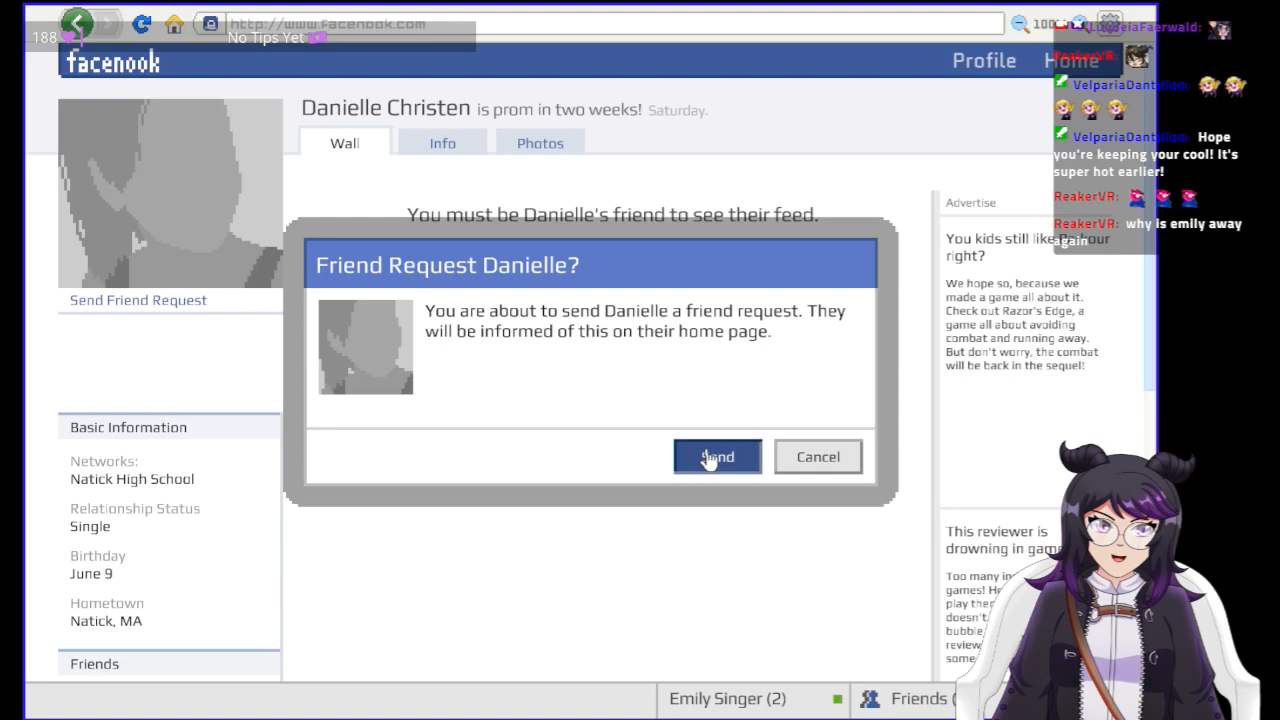 http://www.facenook.com
100
188
No Tips Yet
facenook
Profile
Home
Danielle Christen is prom in two weeks! Saturday.
Wall
Info
Photos
You must be Danielle's friend to see their feed.
Friend Request Danielle?
You are about to send Danielle a friend request. They
will be informed of this on their home page.
Send
Cancel
Send Friend Request
Basic Information
Networks:
Natick High School
Relationship Status
Single
Birthday
June 9
Hometown
Natick, MA
Friends
Advertise
You kids still like Parkour
right?
We hope so, because we
made a game all about it.
Check out Razor's Edge, a
game all about avoiding
combat and running away.
But don't worry, the combat
will be back in the sequel!
This reviewer is
drowning in game
Too many in
games! H
play the
doesn't
bubble
review
some
Emily Singer (2)
Friends (
ReakerVR:
VelpariaDantalion:
VelpariaDantalion: Hope
you're keeping your cool! It's
super hot earlier!
ReakerVR:
ReakerVR: why is emily away
again